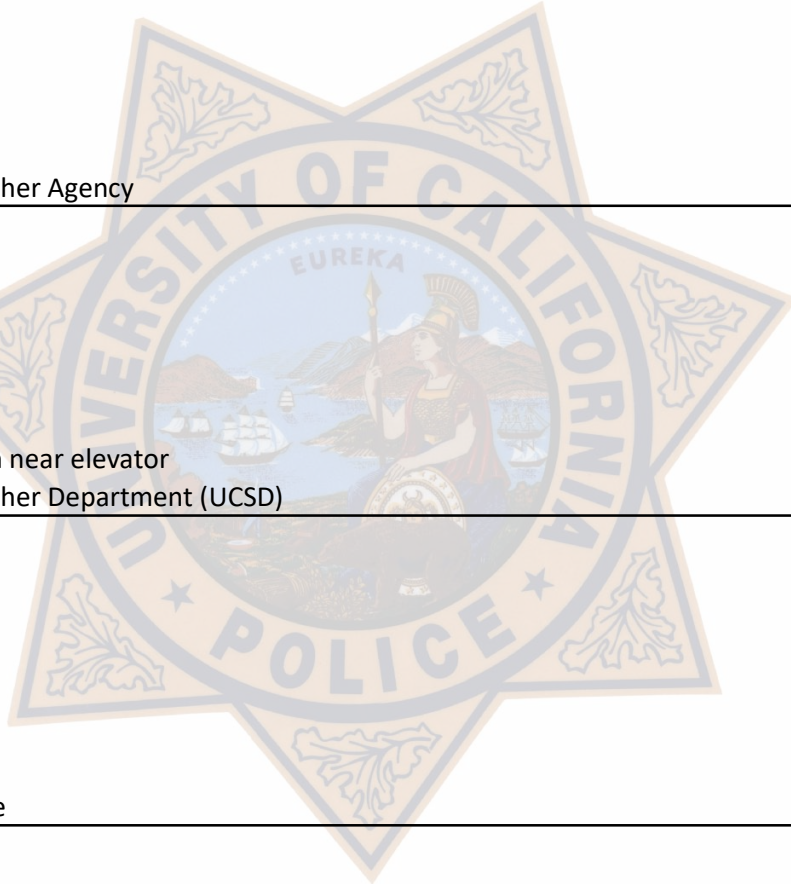 her Agency
UNIVERSITY OF CALIFORNIA
EUREKA
near elevator
her Department (UCSD)
POLICE
e